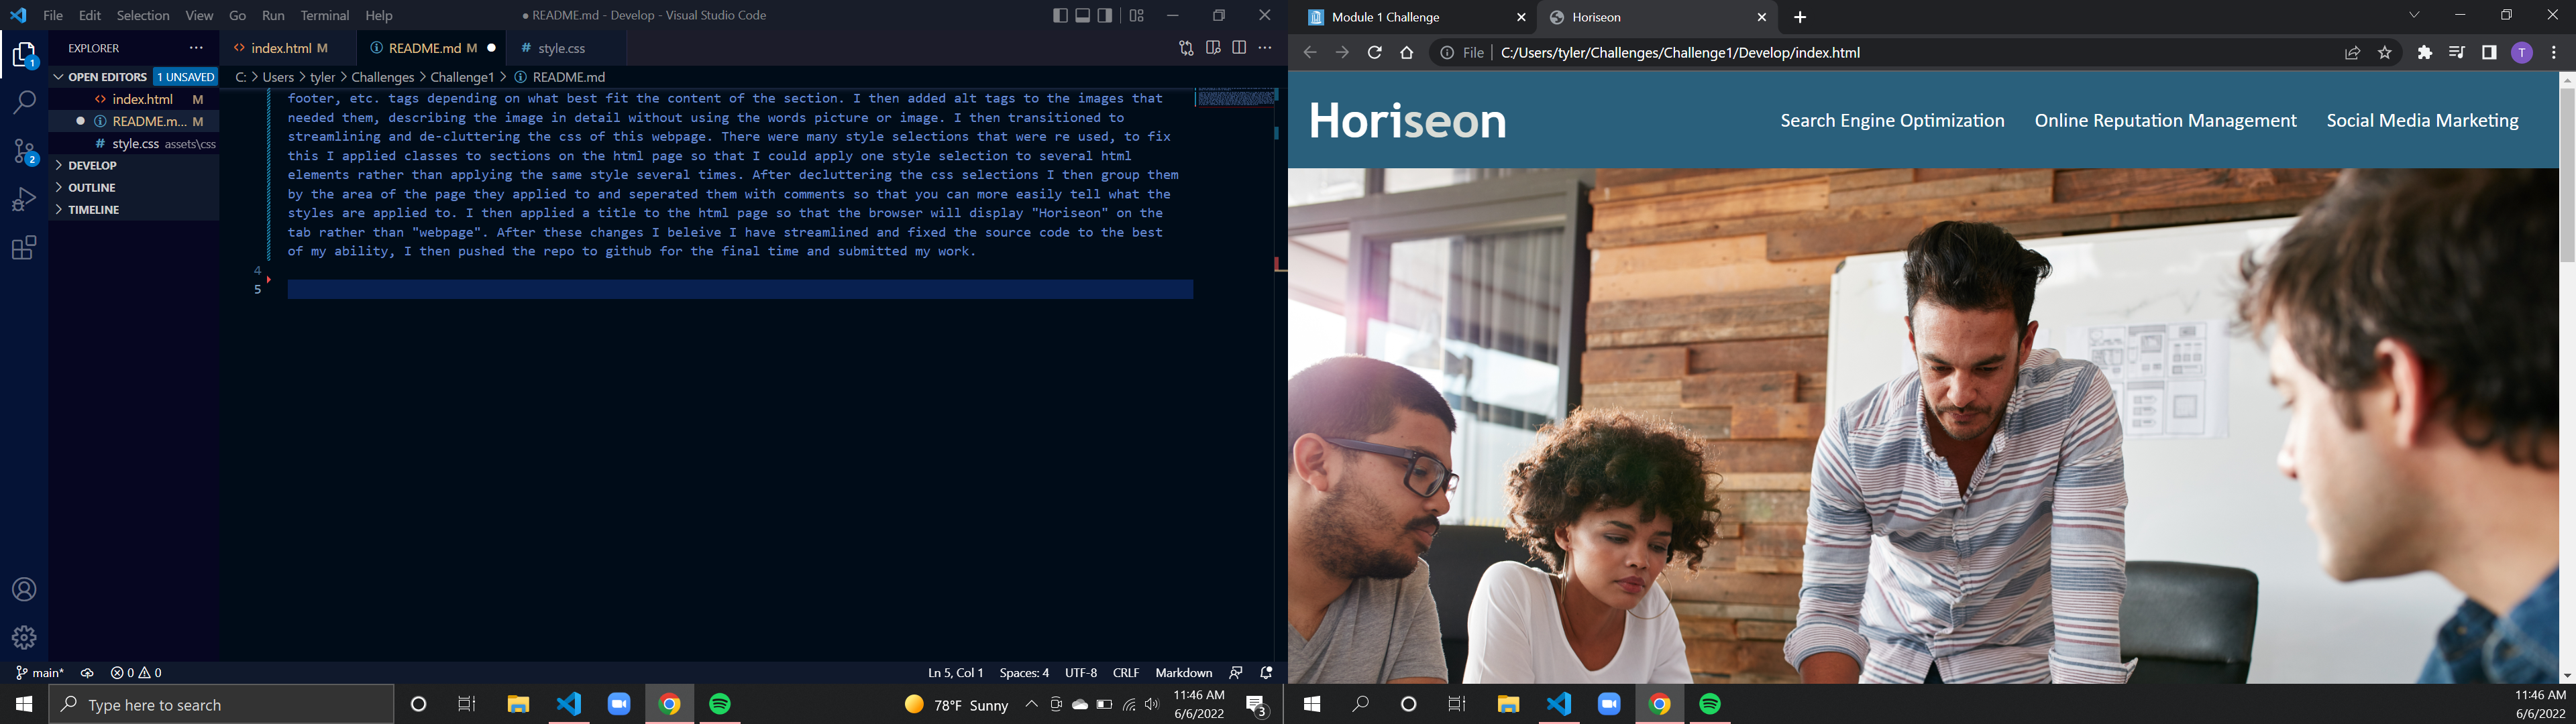 File Edit Selection View Go Run Terminal Help
● README.md - Develop - Visual Studio Code
EXPLORER
OPEN EDITORS 1 UNSAVED
index.html M
README.m... M
# style.css assets\css
DEVELOP
OUTLINE
TIMELINE
1
2
index.html M
README.md M
# style.css
C: > Users > tyler > Challenges > Challenge1 > README.md
footer, etc. tags depending on what best fit the content of the section. I then added alt tags to the images that
needed them, describing the image in detail without using the words picture or image. I then transitioned to
streamlining and de-cluttering the css of this webpage. There were many style selections that were re used, to fix
this I applied classes to sections on the html page so that I could apply one style selection to several html
elements rather than applying the same style several times. After decluttering the css selections I then group them
by the area of the page they applied to and seperated them with comments so that you can more easily tell what the
styles are applied to. I then applied a title to the html page so that the browser will display "Horiseon" on the
tab rather than "webpage". After these changes I beleive I have streamlined and fixed the source code to the best
of my ability, I then pushed the repo to github for the final time and submitted my work.
4
5
main* 0 0
Ln 5, Col 1 Spaces: 4 UTF-8 CRLF Markdown
Type here to search
78°F Sunny
11:46 AM
6/6/2022
3
Module 1 Challenge
Horiseon
File C:/Users/tyler/Challenges/Challenge1/Develop/index.html
T
Horiseon
Search Engine Optimization Online Reputation Management Social Media Marketing
11:46 AM
6/6/2022